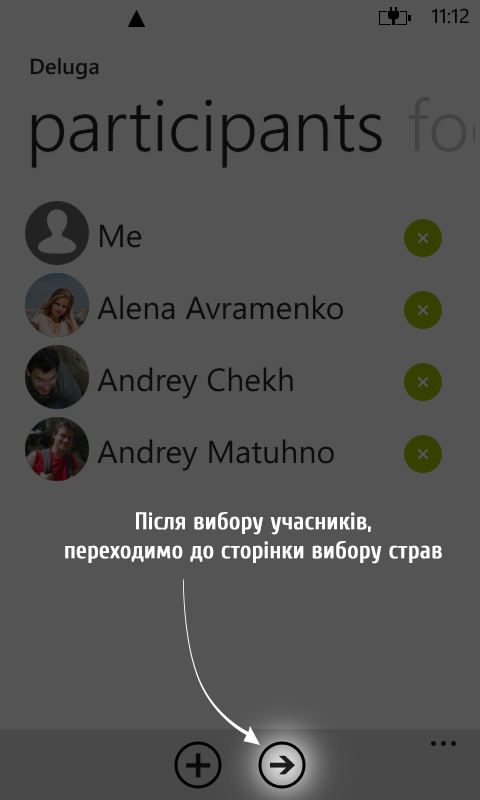 11:12
Deluga
participants fo
Me
Alena Avramenko
Andrey Chekh
Andrey Matuhno
Після вибору учасників,
переходимо до сторінки вибору страв